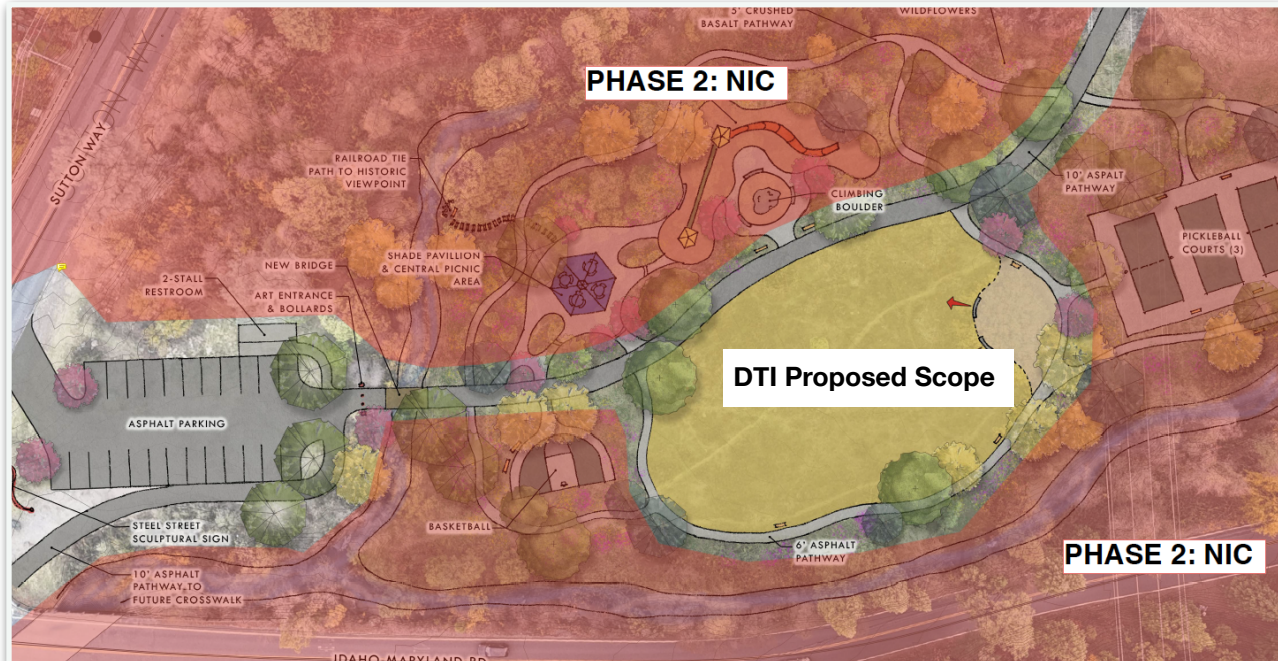 5' CRUSHED
BASALT PATHWAY
WILDFLOWERS
PHASE 2: NIC
SUTTON WAY
RAILROAD TIE
PATH TO HISTORIC
VIEWPOINT
10' ASPALT
PATHWAY
CLIMBING
BOULDER
PICKLEBALL
COURTS (3)
SHADE PAVILLION
& CENTRAL PICNIC
AREA
NEW BRIDGE
2-STALL
RESTROOM
ART ENTRANCE
& BOLLARDS
DTI Proposed Scope
ASPHALT PARKING
STEEL STREET
SCULPTURAL SIGN
BASKETBALL
6' ASPHALT
PATHWAY
PHASE 2: NIC
10' ASPHALT
PATHWAY TO
FUTURE CROSSWALK
IDAHO MARYLAND RD